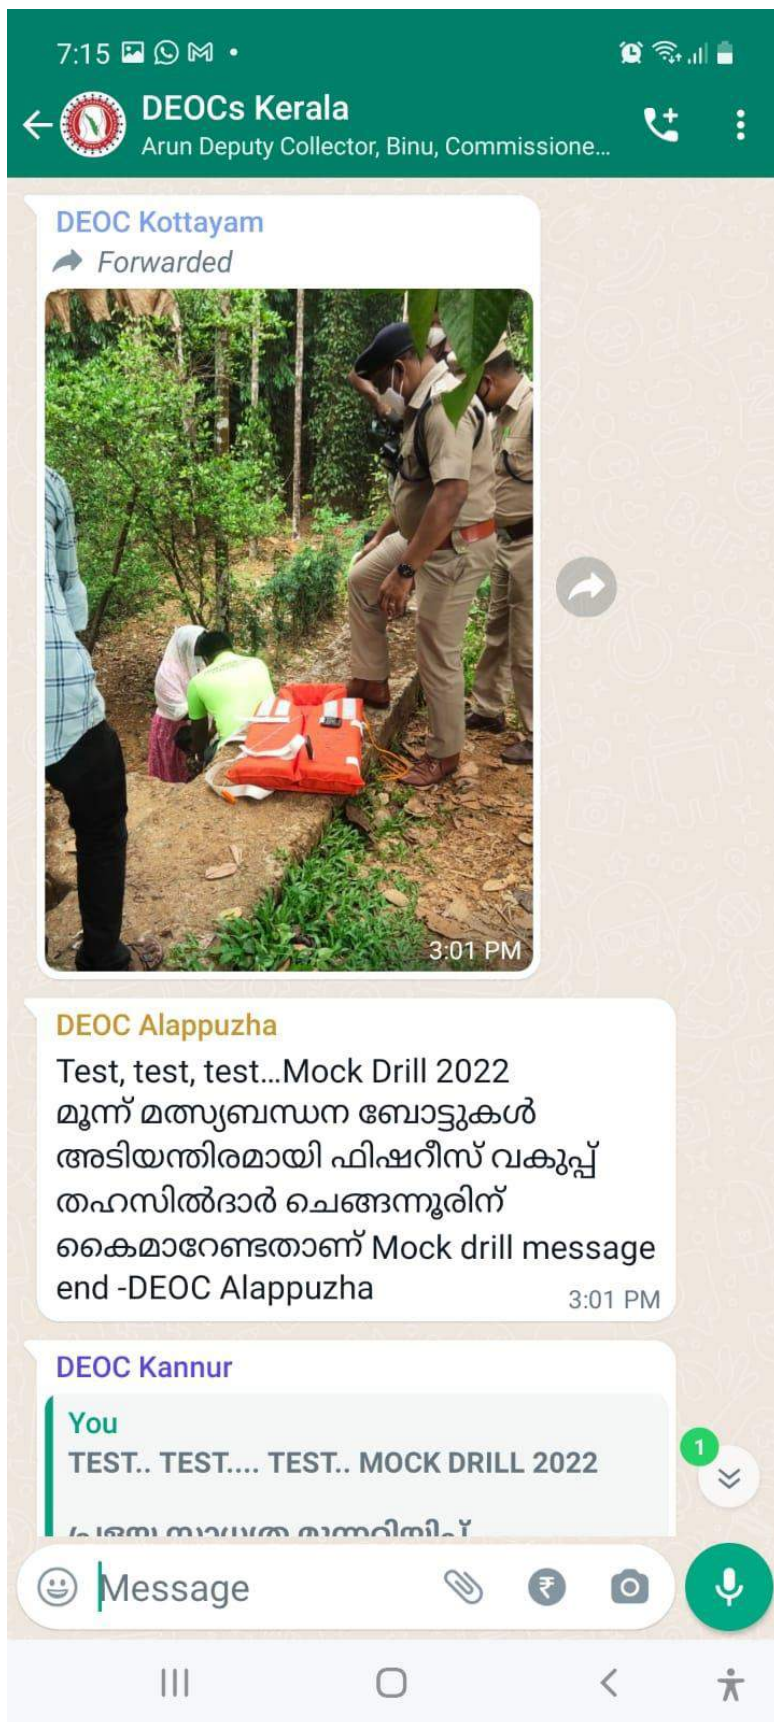 7:15
DEOCs Kerala
Arun Deputy Collector, Binu, Commissione...
DEOC Kottayam
Forwarded
3:01 PM
DEOC Alappuzha
Test, test, test...Mock Drill 2022
മൂന്ന് മത്സ്യബന്ധന ബോട്ടുകൾ
അടിയന്തിരമായി ഫിഷറീസ് വകുപ്പ്
തഹസിൽദാർ ചെങ്ങന്നൂരിന്
കൈമാറേണ്ടതാണ് Mock drill message
end -DEOC Alappuzha
3:01 PM
DEOC Kannur
You
TEST.. TEST.... TEST.. MOCK DRILL 2022
1
Message